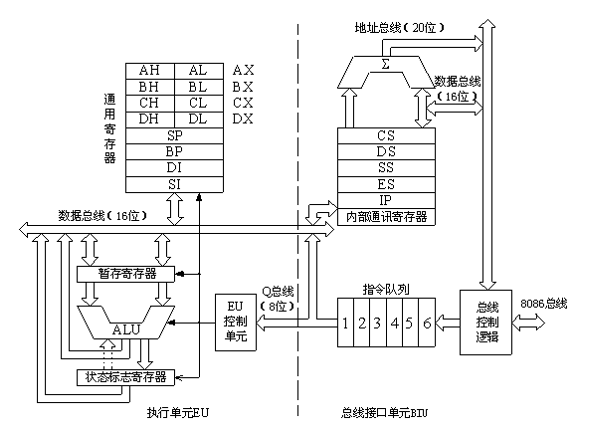 地址总线(20位)
Σ
数据总线
(16位)
通用寄存器
AH AL AX
BH BL BX
CH CL CX
DH DL DX
SP
BP
DI
SI
CS
DS
SS
ES
IP
内部通讯寄存器
数据总线(16位)
暂存寄存器
ALU
状态标志寄存器
EU
控制
单元
Q总线
(8位)
指令队列
1 2 3 4 5 6
总线
控制
逻辑
8086总线
执行单元EU
总线接口单元BIU